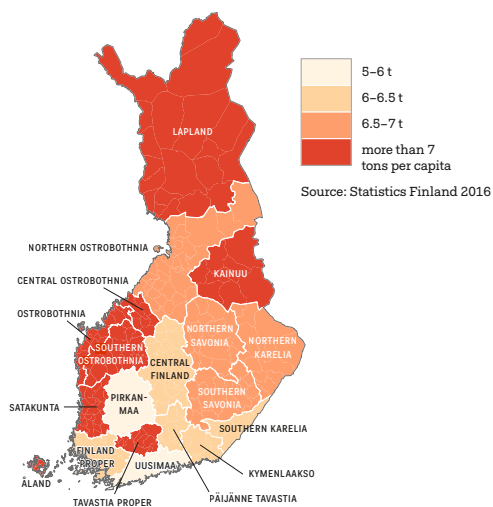 5–6 t
6–6.5 t
6.5–7 t
more than 7
tons per capita
Source: Statistics Finland 2016
LAPLAND
NORTHERN OSTROBOTHNIA
KAINUU
CENTRAL OSTROBOTHNIA
OSTROBOTHNIA
SOUTHERN
OSTROBOTHNIA
NORTHERN
SAVONIA
NORTHERN
KARELIA
CENTRAL
FINLAND
PIRKAN-
MAA
SOUTHERN
SAVONIA
SATAKUNTA
SOUTHERN KARELIA
FINLAND
PROPER
UUSIMAA
KYMENLAAKSO
ÅLAND
PÄIJÄNNE TAVASTIA
TAVASTIA PROPER